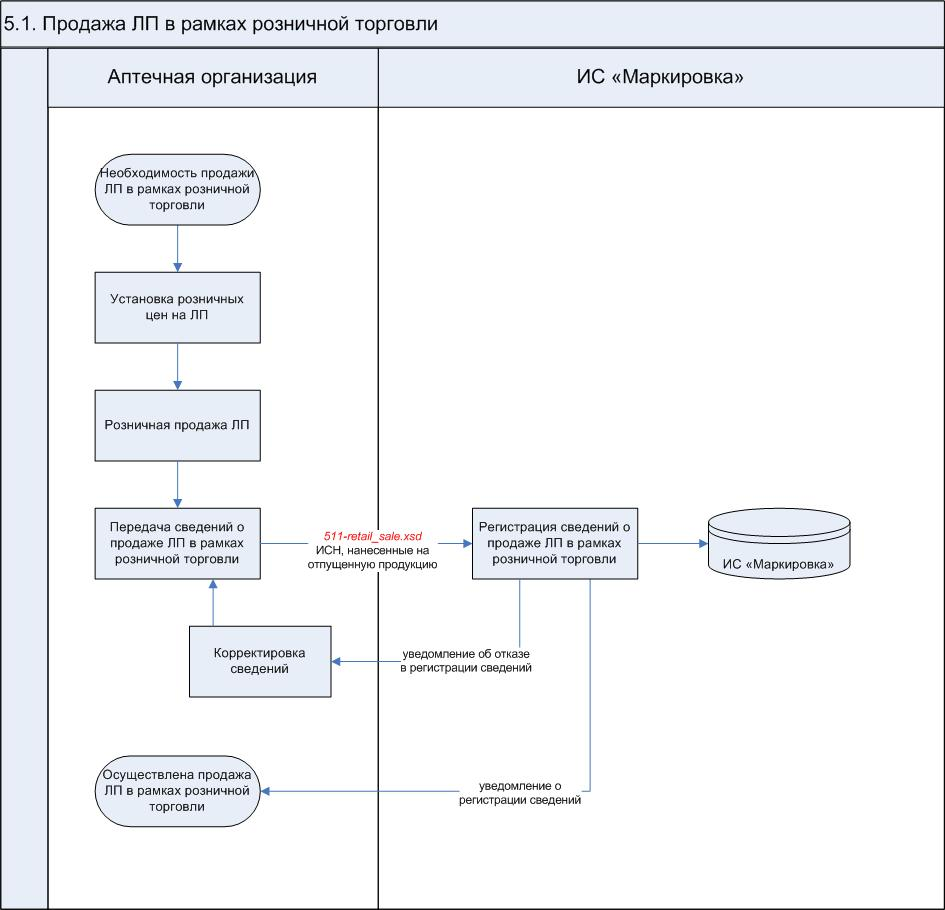 5.1. Продажа ЛП в рамках розничной торговли
Аптечная организация
ИС «Маркировка»
Необходимость продажи
ЛП в рамках розничной
торговли
Установка розничных
цен на ЛП
Розничная продажа ЛП
Передача сведений о
продаже ЛП в рамках
розничной торговли
511-retail_sale.xsd
ИСН, нанесенные на
отпущенную продукцию
Регистрация сведений о
продаже ЛП в рамках
розничной торговли
ИС «Маркировка»
Корректировка
сведений
уведомление об отказе
в регистрации сведений
Осуществлена продажа
ЛП в рамках розничной
торговли
уведомление о
регистрации сведений